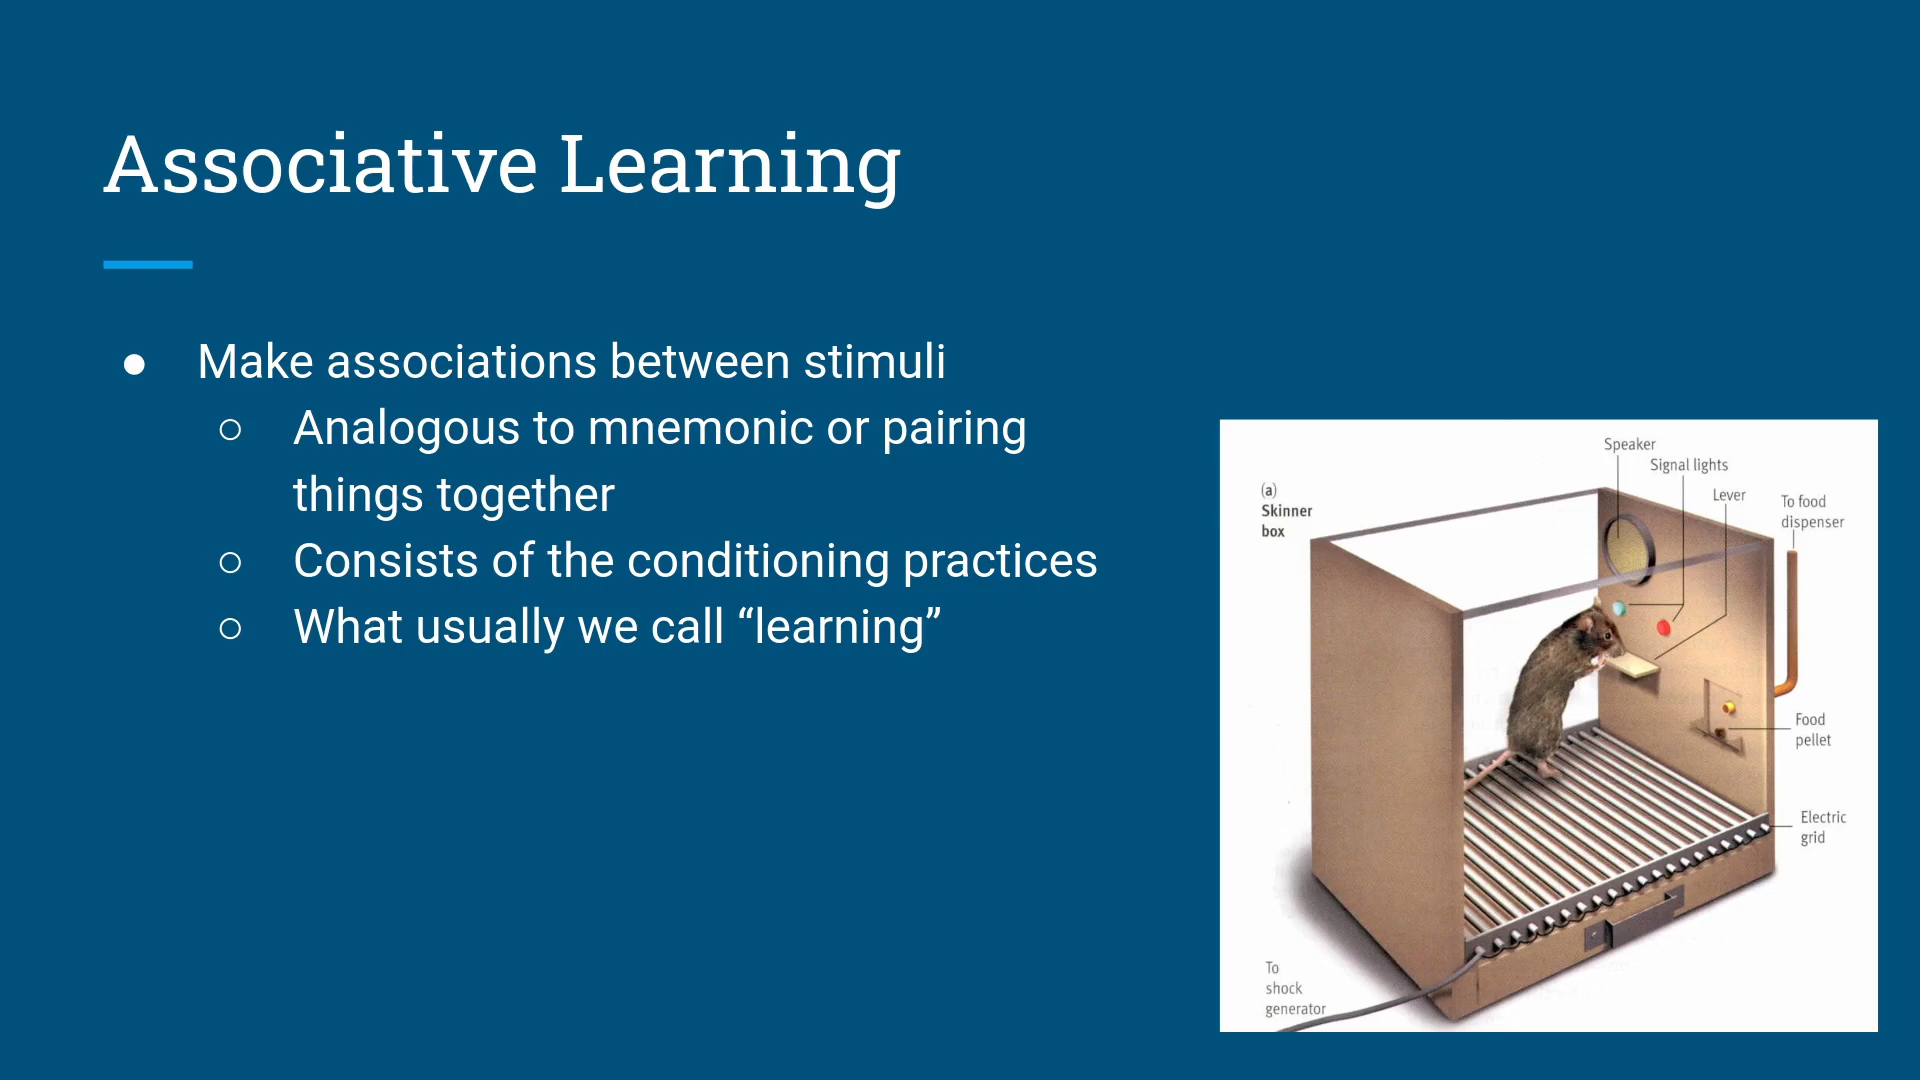 Associative Learning
● Make associations between stimuli
○ Analogous to mnemonic or pairing
things together
○ Consists of the conditioning practices
○ What usually we call “learning”
(a)
Skinner
box
Speaker
Signal lights
Lever
To food
dispenser
Food
pellet
Electric
grid
To
shock
generator